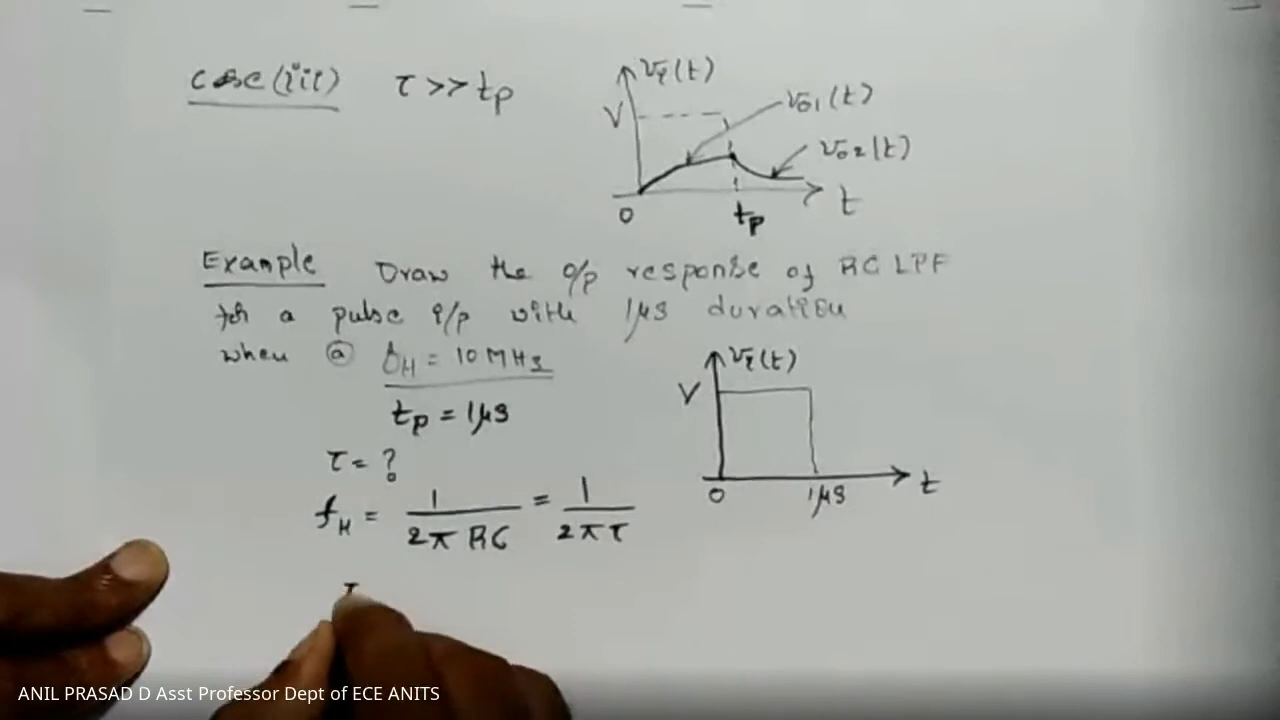 case (iii) τ >> tp
vi(t)
V
vo1(t)
vo2(t)
0 tp t
Example Draw the o/p response of RC LPF
for a pulse i/p with 1μs duration
when ⓐ fH = 10 MHz
tp = 1μs
τ = ?
fH = 1/2π RC = 1/2πτ
τ
vi(t)
V
0 1μs t
ANIL PRASAD D Asst Professor Dept of ECE ANITS